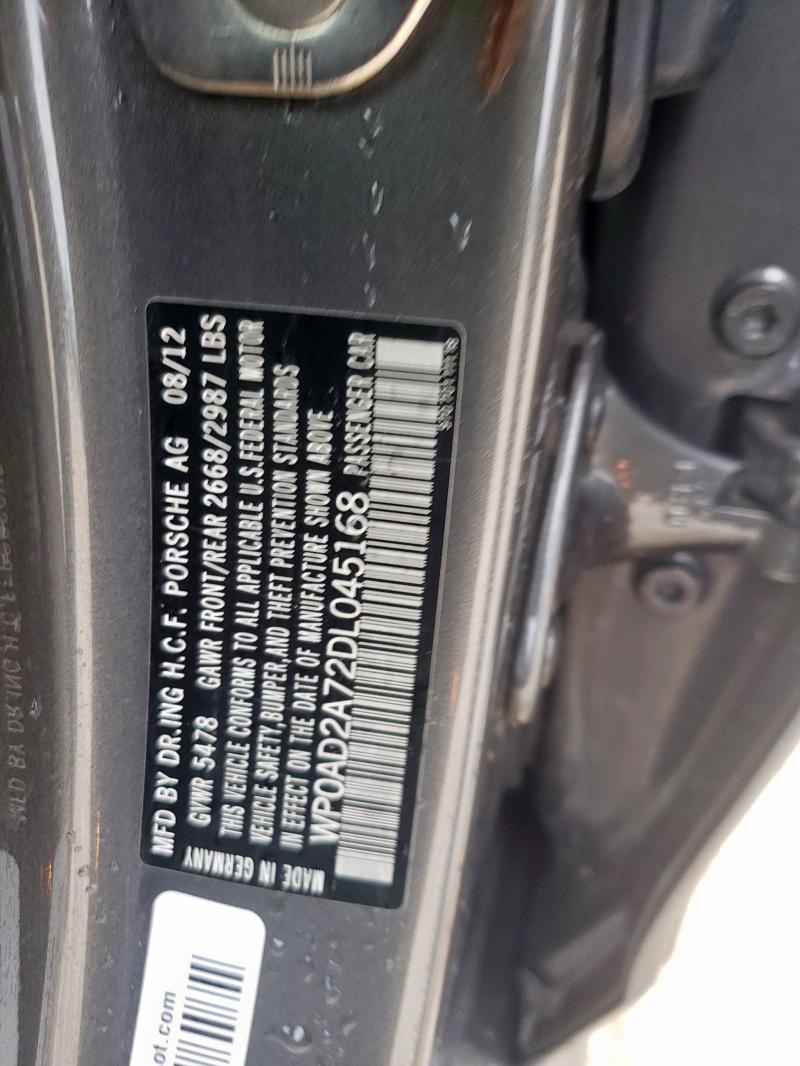 MFD BY DR.ING H.C.F. PORSCHE AG 08/12
GVWR 5478 GAWR FRONT/REAR 2668/2987 LBS
THIS VEHICLE CONFORMS TO ALL APPLICABLE U.S.FEDERAL MOTOR
VEHICLE SAFETY,BUMPER,AND THEFT PREVENTION STANDARDS
IN EFFECT ON THE DATE OF MANUFACTURE SHOWN ABOVE
WP0AD2A72DL045168 PASSENGER CAR
MADE IN GERMANY
ot.com